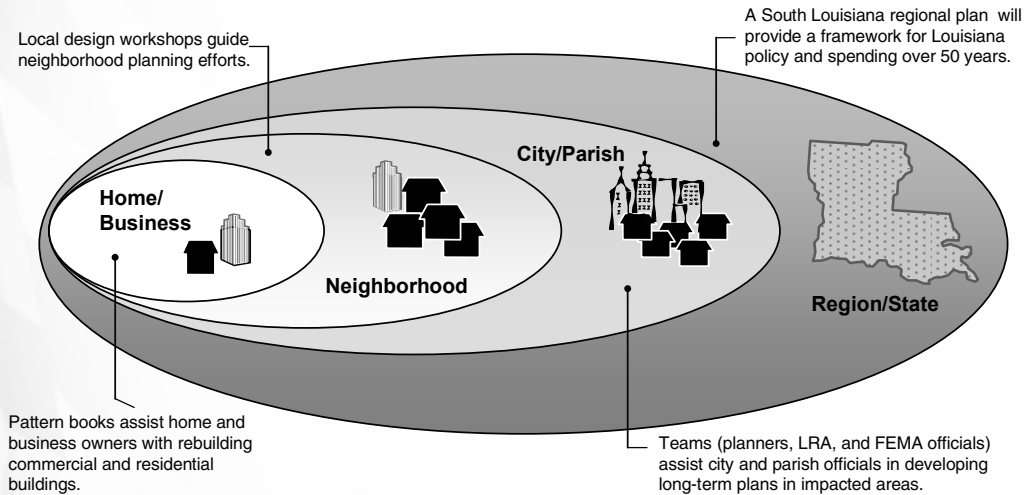 Local design workshops guide
neighborhood planning efforts.
A South Louisiana regional plan will
provide a framework for Louisiana
policy and spending over 50 years.
City/Parish
Home/
Business
Neighborhood
Region/State
Pattern books assist home and
business owners with rebuilding
commercial and residential
buildings.
Teams (planners, LRA, and FEMA officials)
assist city and parish officials in developing
long-term plans in impacted areas.